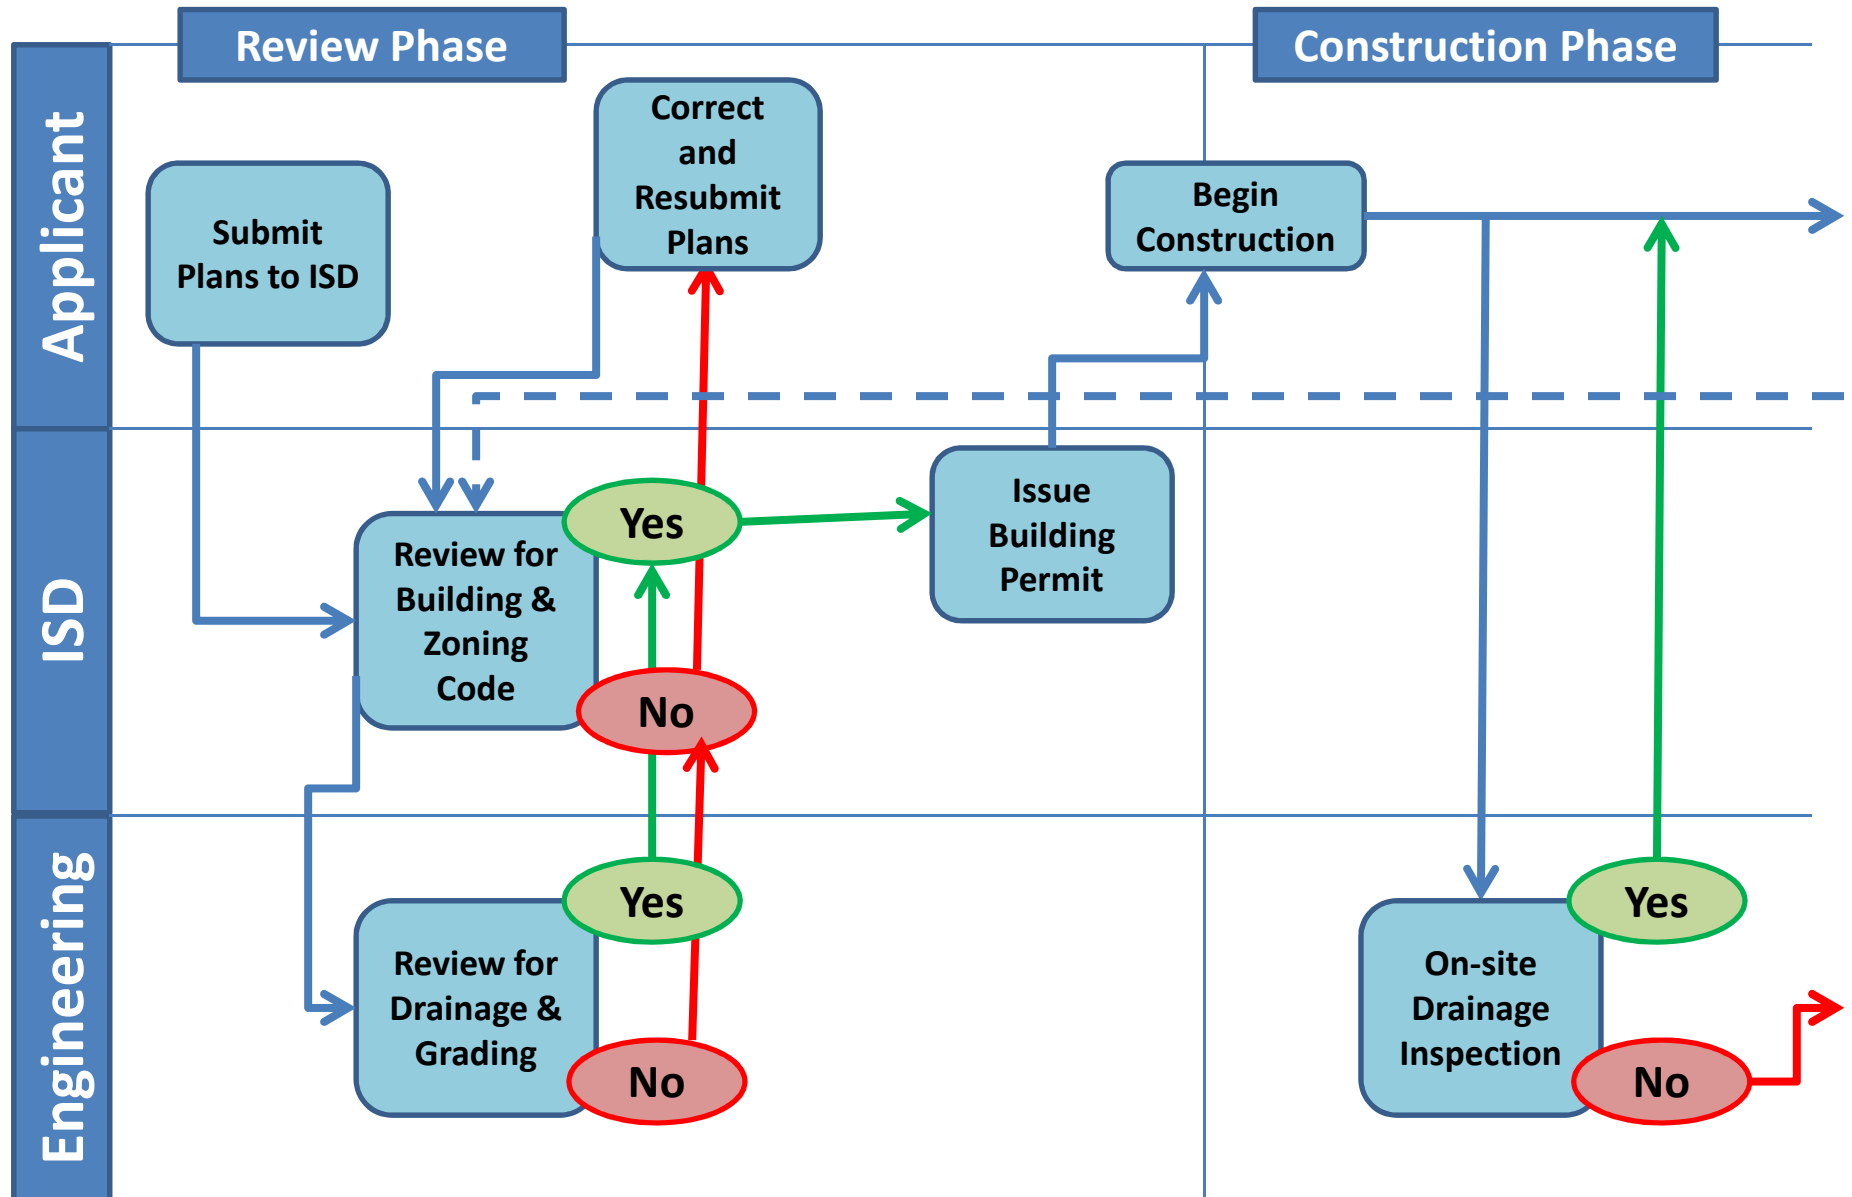 Review Phase
Construction Phase
Applicant
Submit
Plans to ISD
Correct
and
Resubmit
Plans
Begin
Construction
ISD
Review for
Building &
Zoning
Code
Yes
No
Issue
Building
Permit
Engineering
Review for
Drainage &
Grading
Yes
No
On-site
Drainage
Inspection
Yes
No